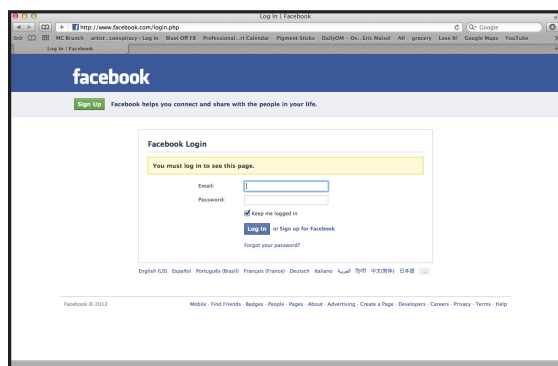 Log In | Facebook
http://www.facebook.com/login.php
Google
MC Brunch artist...conspiracy - Log In Blast Off FB Professional...rt Calendar Figment Sticks DailyOM - Ov...Eric Maisel All grocery Lose It! Google Maps YouTube
Log In | Facebook
facebook
Sign Up Facebook helps you connect and share with the people in your life.
Facebook Login
You must log in to see this page.
Email:
Password:
Keep me logged in
Log In or Sign up for Facebook
Forgot your password?
English (US) Español Português (Brasil) Français (France) Deutsch Italiano العربية हिन्दी 中文(简体) 日本語 ...
Facebook © 2012 Mobile · Find Friends · Badges · People · Pages · About · Advertising · Create a Page · Developers · Careers · Privacy · Terms · Help